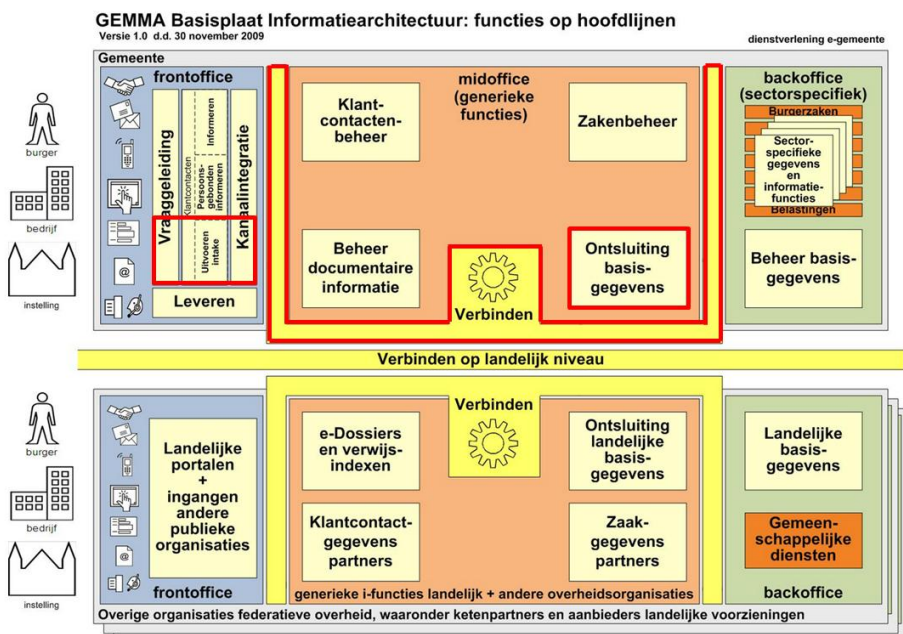 GEMMA Basisplaat Informatiearchitectuur: functies op hoofdlijnen
Versie 1.0 d.d. 30 november 2009
dienstverlening e-gemeente
Gemeente
frontoffice
midoffice
(generieke
functies)
backoffice
(sectorspecifiek)
burger
bedrijf
instelling
Vraaggeleiding
Klantcontacten
Informeren
Persoons-
gebonden
informeren
Uitvoeren
intake
Kanaalintegratie
Leveren
Klant-
contacten-
beheer
Zakenbeheer
Beheer
documentaire
informatie
Verbinden
Ontsluiting
basis-
gegevens
Burgerzaken
Sector-
specifieke
gegevens
en
informatie-
functies
Belastingen
Beheer basis-
gegevens
Verbinden op landelijk niveau
burger
bedrijf
instelling
@
Landelijke
portalen
+
ingangen
andere
publieke
organisaties
frontoffice
@
e-Dossiers
en verwijs-
indexen
Verbinden
Ontsluiting
landelijke
basis-
gegevens
Klantcontact-
gegevens
partners
Zaak-
gegevens
partners
generieke i-functies landelijk + andere overheidsorganisaties
Landelijke
basis-
gegevens
Gemeen-
schappelijke
diensten
backoffice
Overige organisaties federatieve overheid, waaronder ketenpartners en aanbieders landelijke voorzieningen